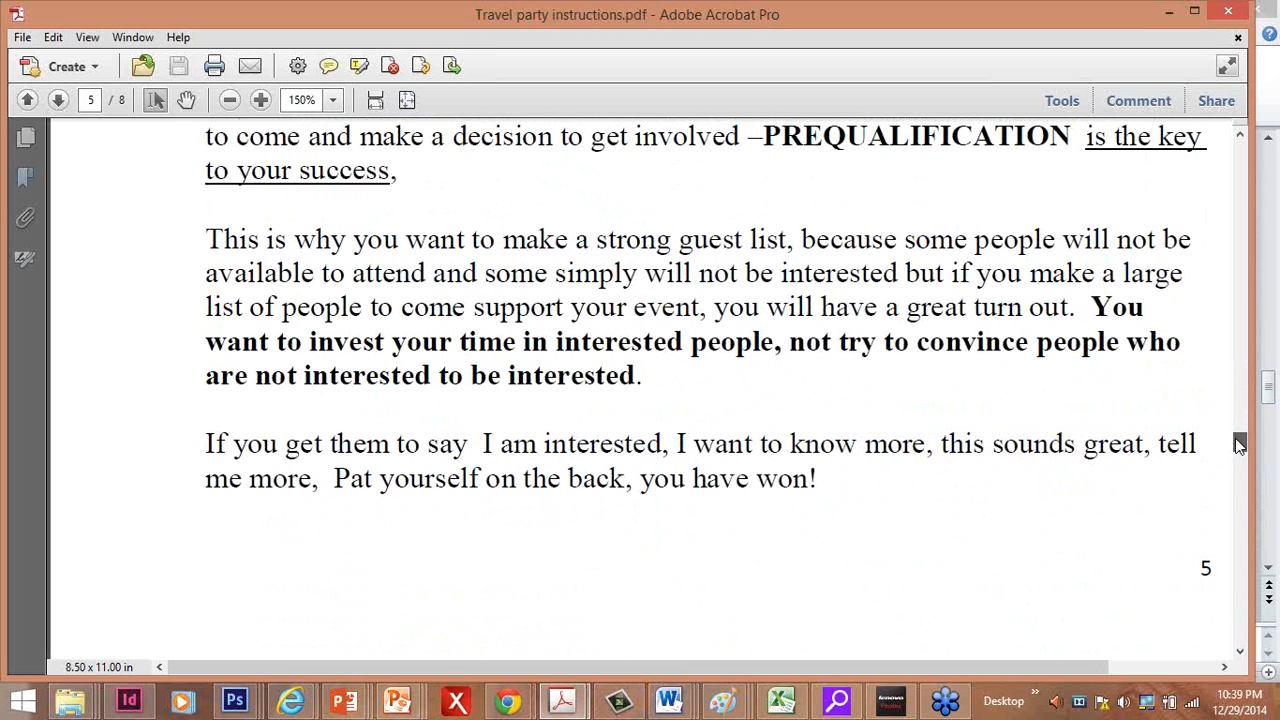 Travel party instructions.pdf - Adobe Acrobat Pro
File Edit View Window Help
Create
5 / 8 150% Tools Comment Share
to come and make a decision to get involved –PREQUALIFICATION is the key
to your success,
This is why you want to make a strong guest list, because some people will not be
available to attend and some simply will not be interested but if you make a large
list of people to come support your event, you will have a great turn out. You
want to invest your time in interested people, not try to convince people who
are not interested to be interested.
If you get them to say I am interested, I want to know more, this sounds great, tell
me more, Pat yourself on the back, you have won!
5
8.50 x 11.00 in
Id Ps lenovo Desktop 10:39 PM
12/29/2014